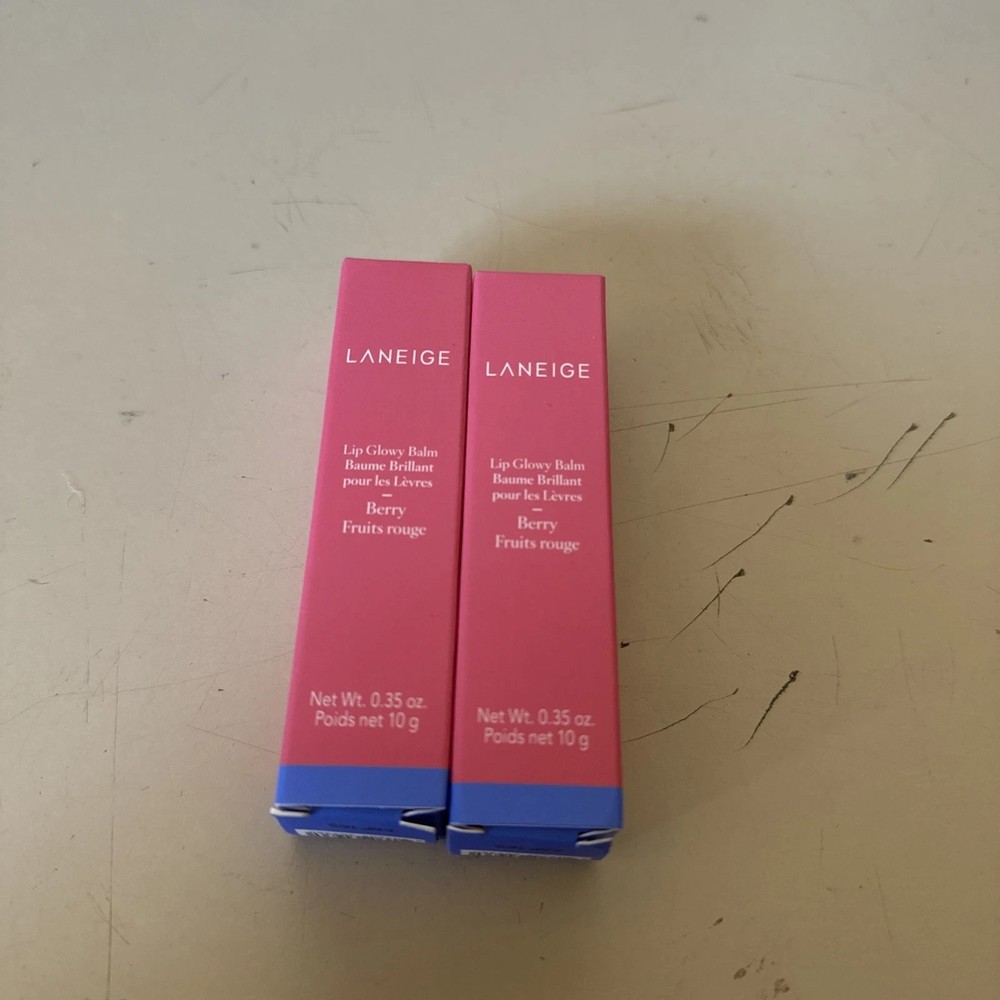 LANEIGE
Lip Glowy Balm
Baume Brillant
pour les Lèvres
Berry
Fruits rouge
Net Wt. 0.35 oz.
Poids net 10 g
LANEIGE
Lip Glowy Balm
Baume Brillant
pour les Lèvres
Berry
Fruits rouge
Net Wt. 0.35 oz.
Poids net 10 g